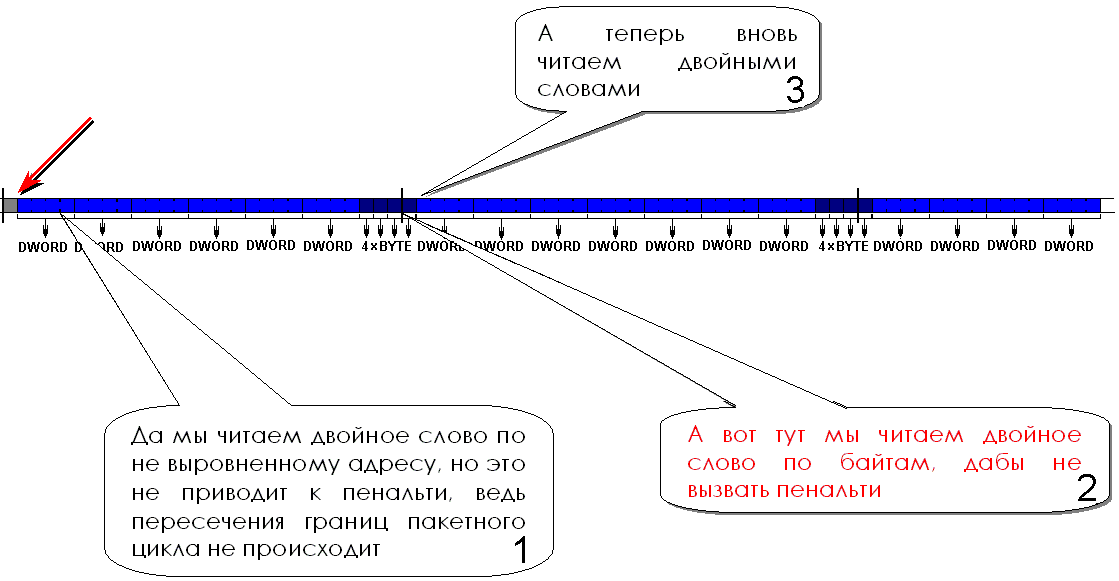 А теперь вновь
читаем двойными
словами
3
DWORD DWORD DWORD DWORD DWORD DWORD 4×BYTE DWORD DWORD DWORD DWORD DWORD DWORD DWORD 4×BYTE DWORD DWORD DWORD DWORD
Да мы читаем двойное слово по
не выровненному адресу, но это
не приводит к пенальти, ведь
пересечения границ пакетного
цикла не происходит
1
А вот тут мы читаем двойное
слово по байтам, дабы не
вызвать пенальти
2